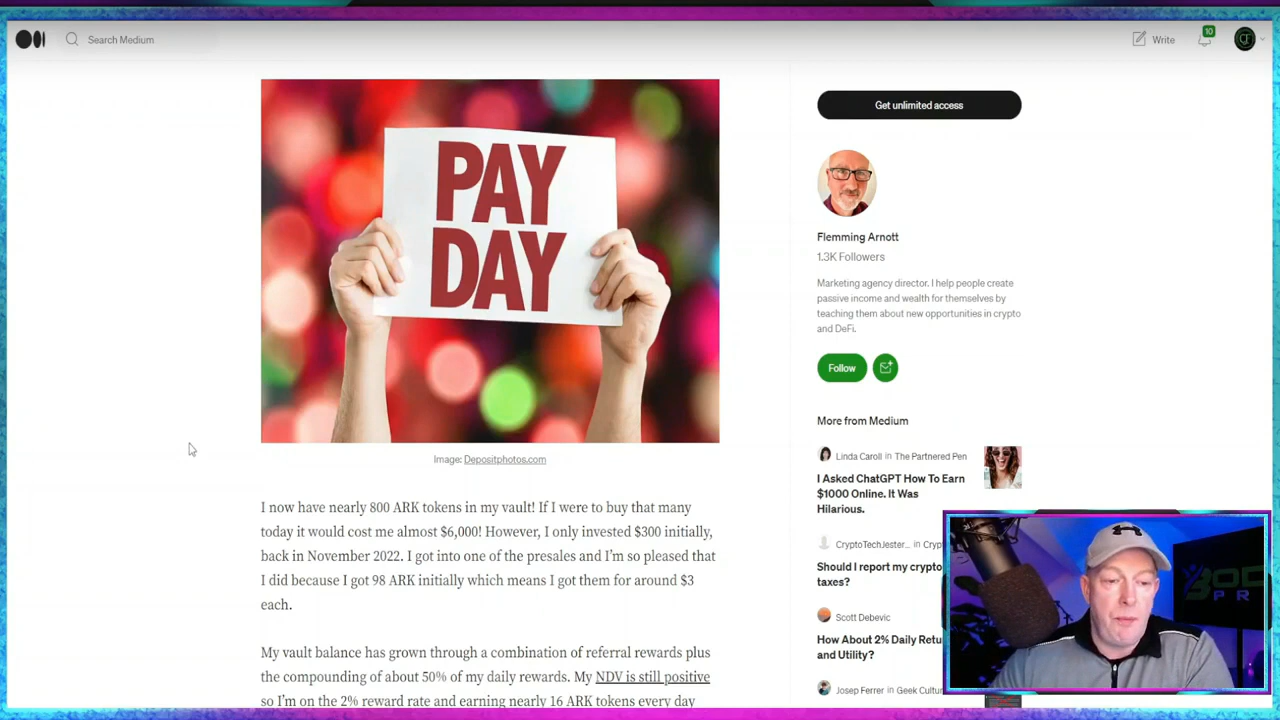 Search Medium
Write
10
PAY
DAY
Image: Depositphotos.com
I now have nearly 800 ARK tokens in my vault! If I were to buy that many
today it would cost me almost $6,000! However, I only invested $300 initially,
back in November 2022. I got into one of the presales and I'm so pleased that
I did because I got 98 ARK initially which means I got them for around $3
each.
My vault balance has grown through a combination of referral rewards plus
the compounding of about 50% of my daily rewards. My NDV is still positive
so I'm on the 2% reward rate and earning nearly 16 ARK tokens every day
Get unlimited access
Flemming Arnott
1.3K Followers
Marketing agency director. I help people create
passive income and wealth for themselves by
teaching them about new opportunities in crypto
and DeFi.
Follow
More from Medium
Linda Caroll in The Partnered Pen
I Asked ChatGPT How To Earn
$1000 Online. It Was
Hilarious.
CryptoTechJester... in Cryp
Should I report my crypto
taxes?
Scott Debevic
How About 2% Daily Retu
and Utility?
Josep Ferrer in Geek Cultur